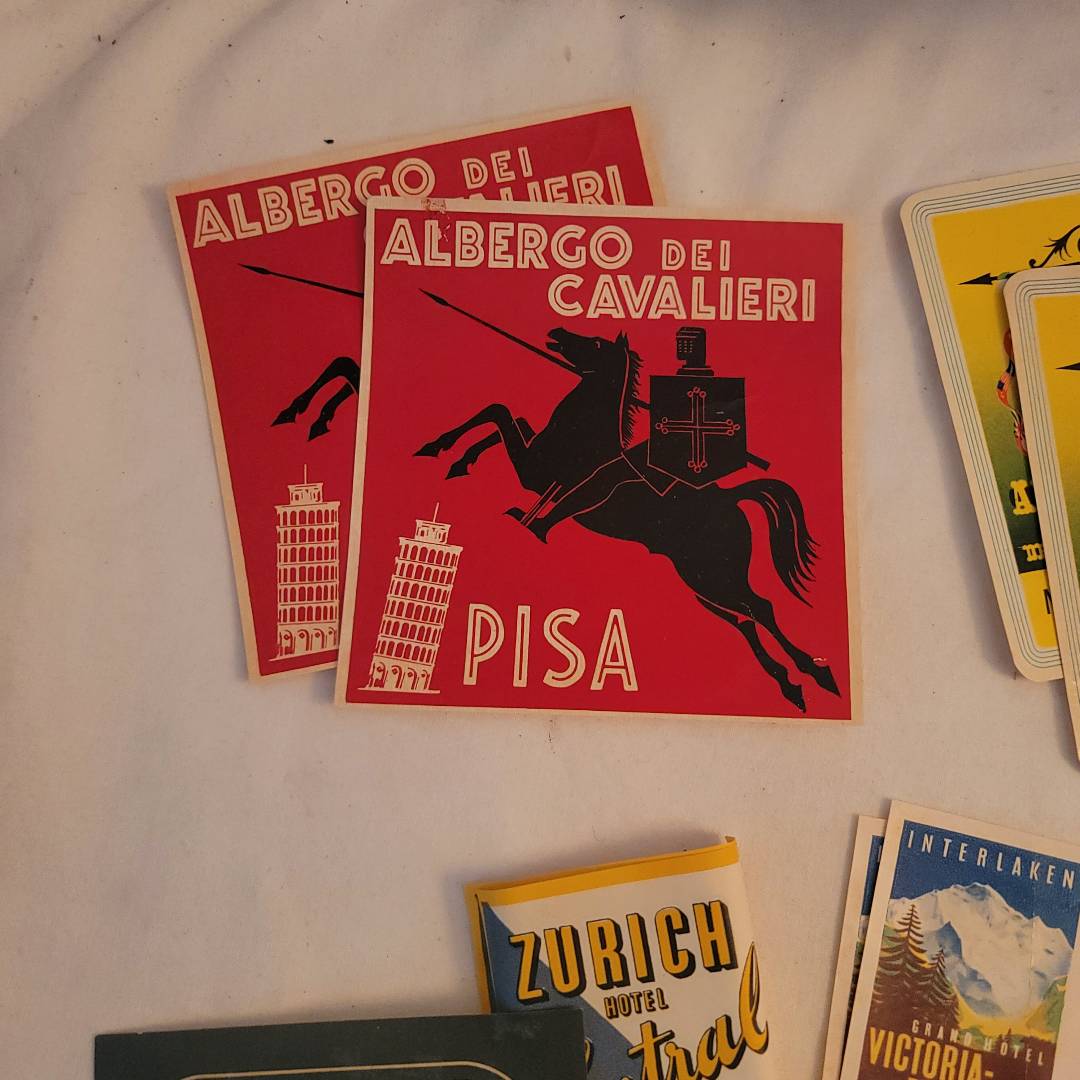 ALBERGO DEI
CAVALIERI
ALBERGO DEI
CAVALIERI
PISA
ZURICH
HOTEL
INTERLAKEN
GRAND HOTEL
VICTORIA-